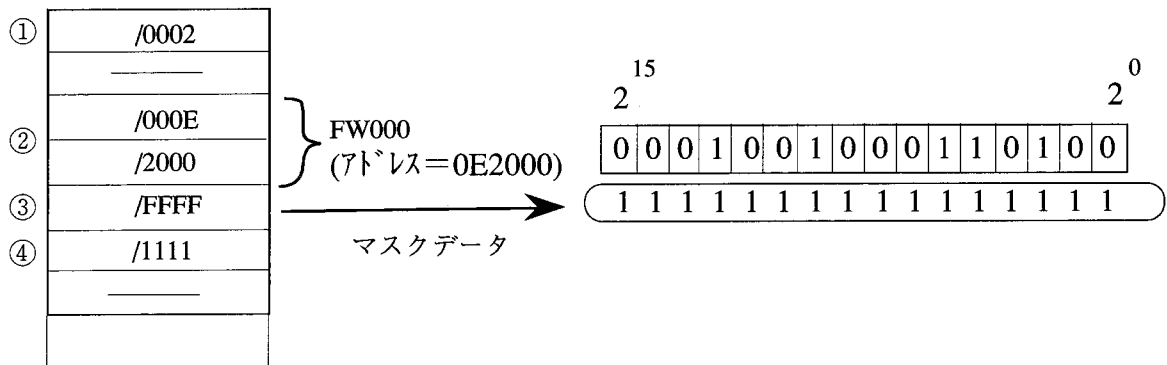 ① /0002
② /000E
/2000
FW000
(ｱﾄﾞﾚｽ=0E2000)
③ /FFFF
④ /1111
マスクデータ
2^15 2^0
0 0 0 1 0 0 1 0 0 0 1 1 0 1 0 0
1 1 1 1 1 1 1 1 1 1 1 1 1 1 1 1